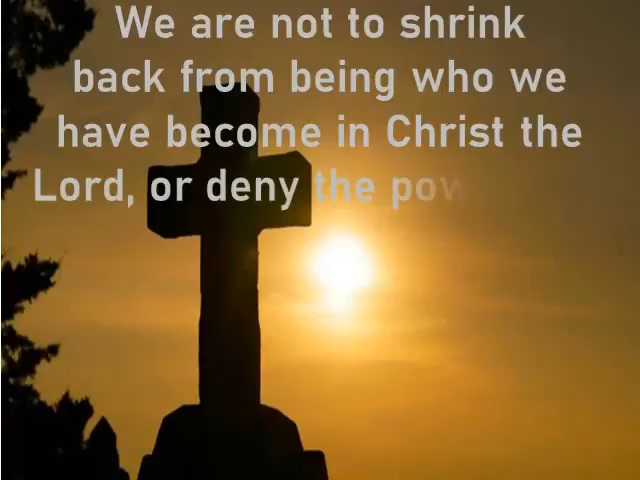 We are not to shrink
back from being who we
have become in Christ the
Lord, or deny the